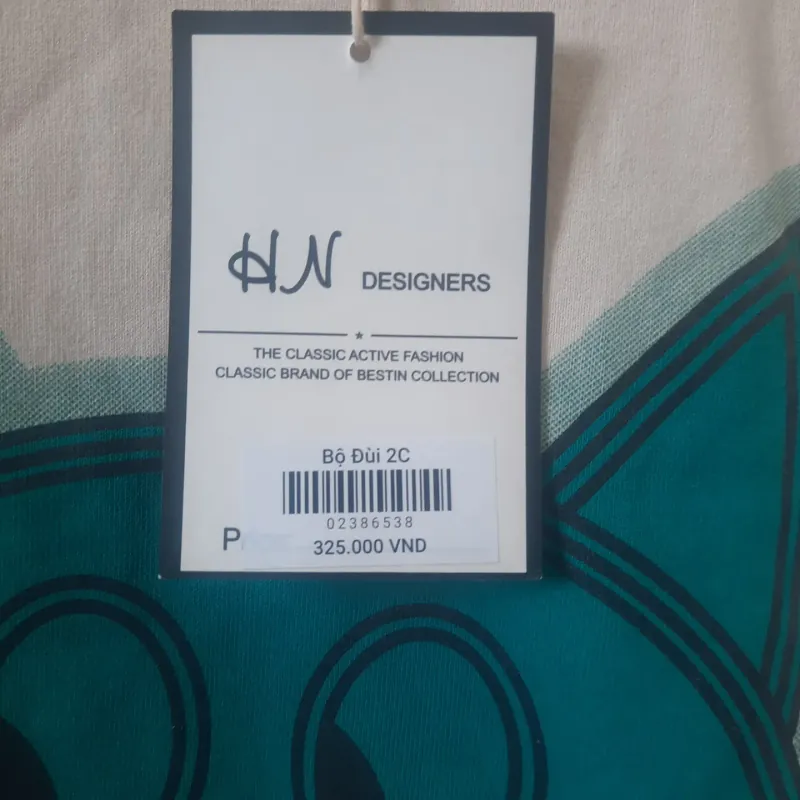 HN DESIGNERS
THE CLASSIC ACTIVE FASHION
CLASSIC BRAND OF BESTIN COLLECTION
Bộ Đùi 2C
02386538
325.000 VND